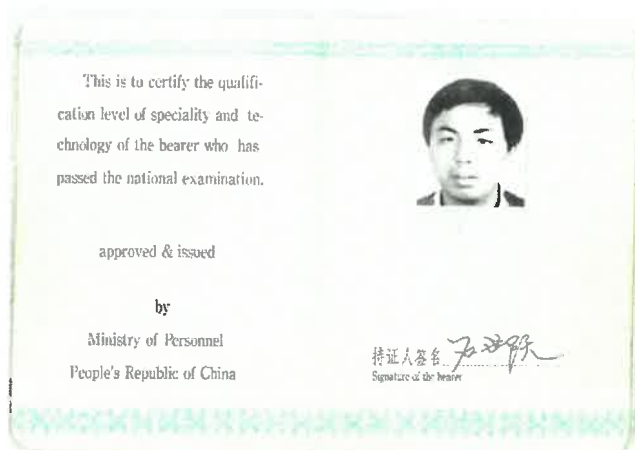 This is to certify the qualifi-
cation level of speciality and te-
chnology of the bearer who has
passed the national examination.
approved & issued
by
Ministry of Personnel
People's Republic of China
持证人签名
Signature of the bearer